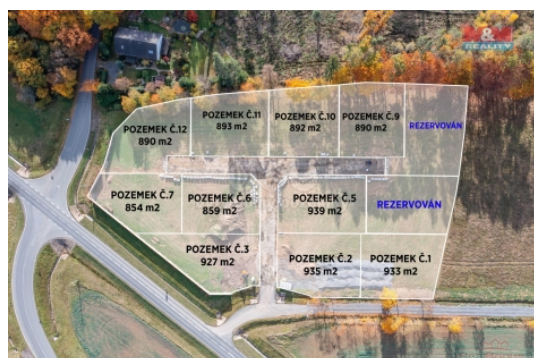 M&M
REALITY
POZEMEK Č.12
890 m2
POZEMEK Č.11
893 m2
POZEMEK Č.10
892 m2
POZEMEK Č.9
890 m2
REZERVOVÁN
POZEMEK Č.7
854 m2
POZEMEK Č.6
859 m2
POZEMEK Č.5
939 m2
REZERVOVÁN
POZEMEK Č.3
927 m2
POZEMEK Č.2
935 m2
POZEMEK Č.1
933 m2